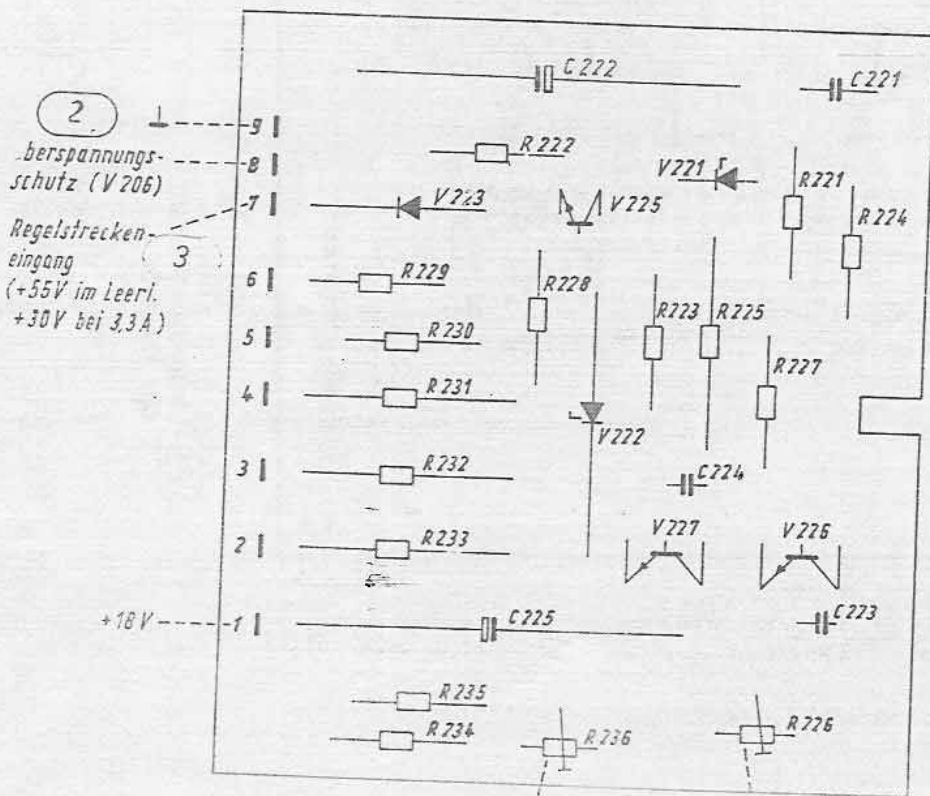 C222
C221
2
⊥ 9
.berspannungs- 8
schutz (V206)
R222
V221
R221
7
V223
V225
R224
Regelstrecken-
eingang
(+55V im Leerl.
+30V bei 3,3A)
3
6
R229
R228
R223
R225
5
R230
R227
4
R231
V222
3
R232
C224
2
R233
V227
V226
+18V 1
C225
C223
R235
R234
R236
R226